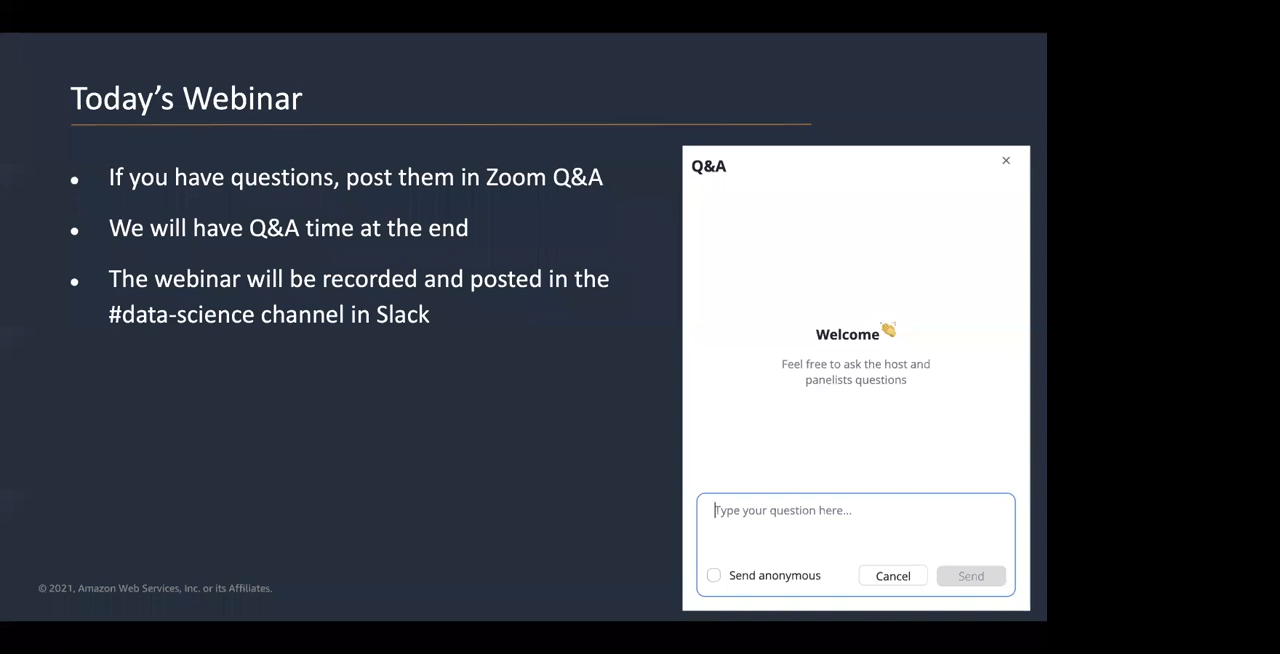 Today’s Webinar
• If you have questions, post them in Zoom Q&A
• We will have Q&A time at the end
• The webinar will be recorded and posted in the
#data-science channel in Slack
Q&A
×
Welcome👏
Feel free to ask the host and
panelists questions
Type your question here...
Send anonymous
Cancel
Send
© 2021, Amazon Web Services, Inc. or its Affiliates.